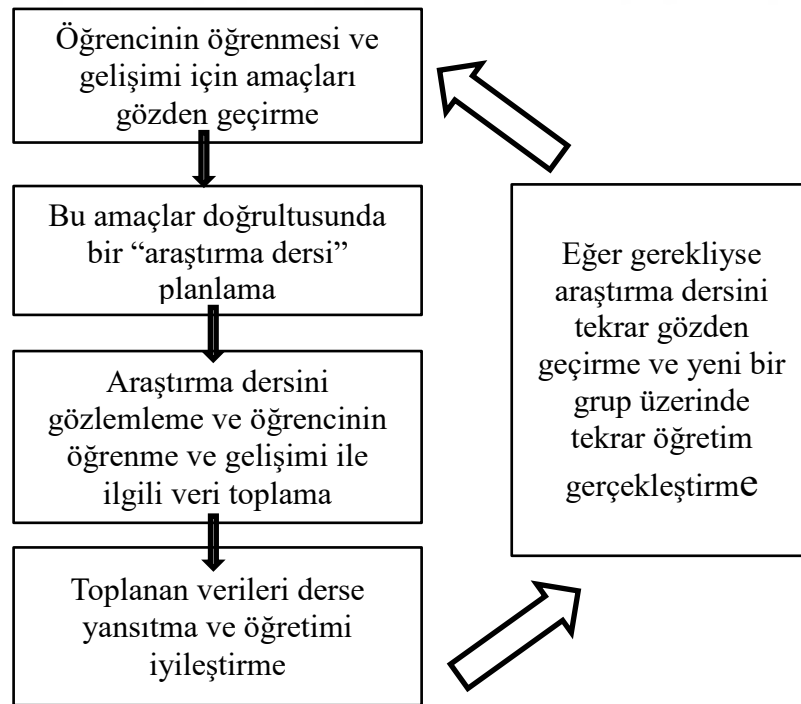 Öğrencinin öğrenmesi ve
gelişimi için amaçları
gözden geçirme
Bu amaçlar doğrultusunda
bir “araştırma dersi”
planlama
Araştırma dersini
gözlemleme ve öğrencinin
öğrenme ve gelişimi ile
ilgili veri toplama
Toplanan verileri derse
yansıtma ve öğretimi
iyileştirme
Eğer gerekliyse
araştırma dersini
tekrar gözden
geçirme ve yeni bir
grup üzerinde
tekrar öğretim
gerçekleştirme